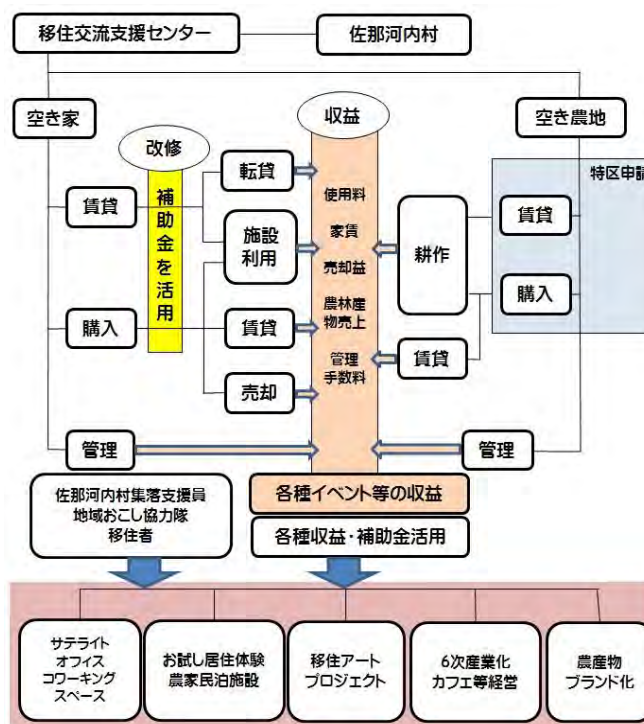 移住交流支援センター
佐那河内村
空き家
改修
収益
空き農地
特区申請
補助金を活用
賃貸
購入
管理
転貸
施設
利用
賃貸
売却
使用料
家賃
売却益
農林産
物売上
管理
手数料
耕作
賃貸
賃貸
購入
管理
佐那河内村集落支援員
地域おこし協力隊
移住者
各種イベント等の収益
各種収益・補助金活用
サテライト
オフィス
コワーキング
スペース
お試し居住体験
農家民泊施設
移住アート
プロジェクト
6次産業化
カフェ等経営
農産物
ブランド化